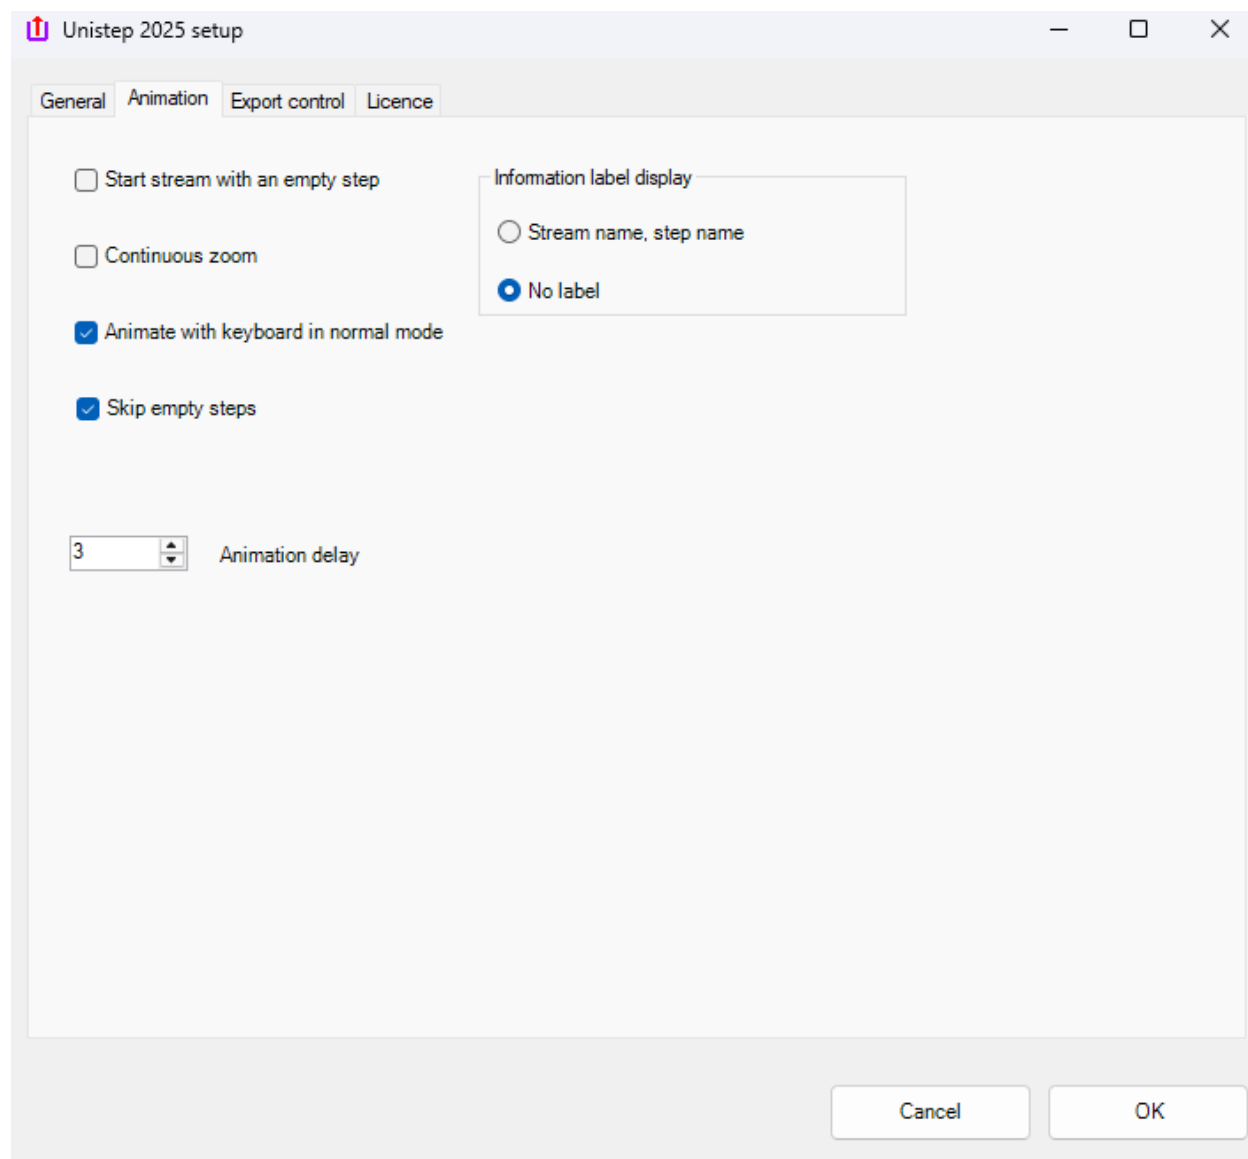 Unistep 2025 setup
General
Animation
Export control
Licence
Start stream with an empty step
Continuous zoom
Animate with keyboard in normal mode
Skip empty steps
Information label display
Stream name, step name
No label
3
Animation delay
Cancel
OK